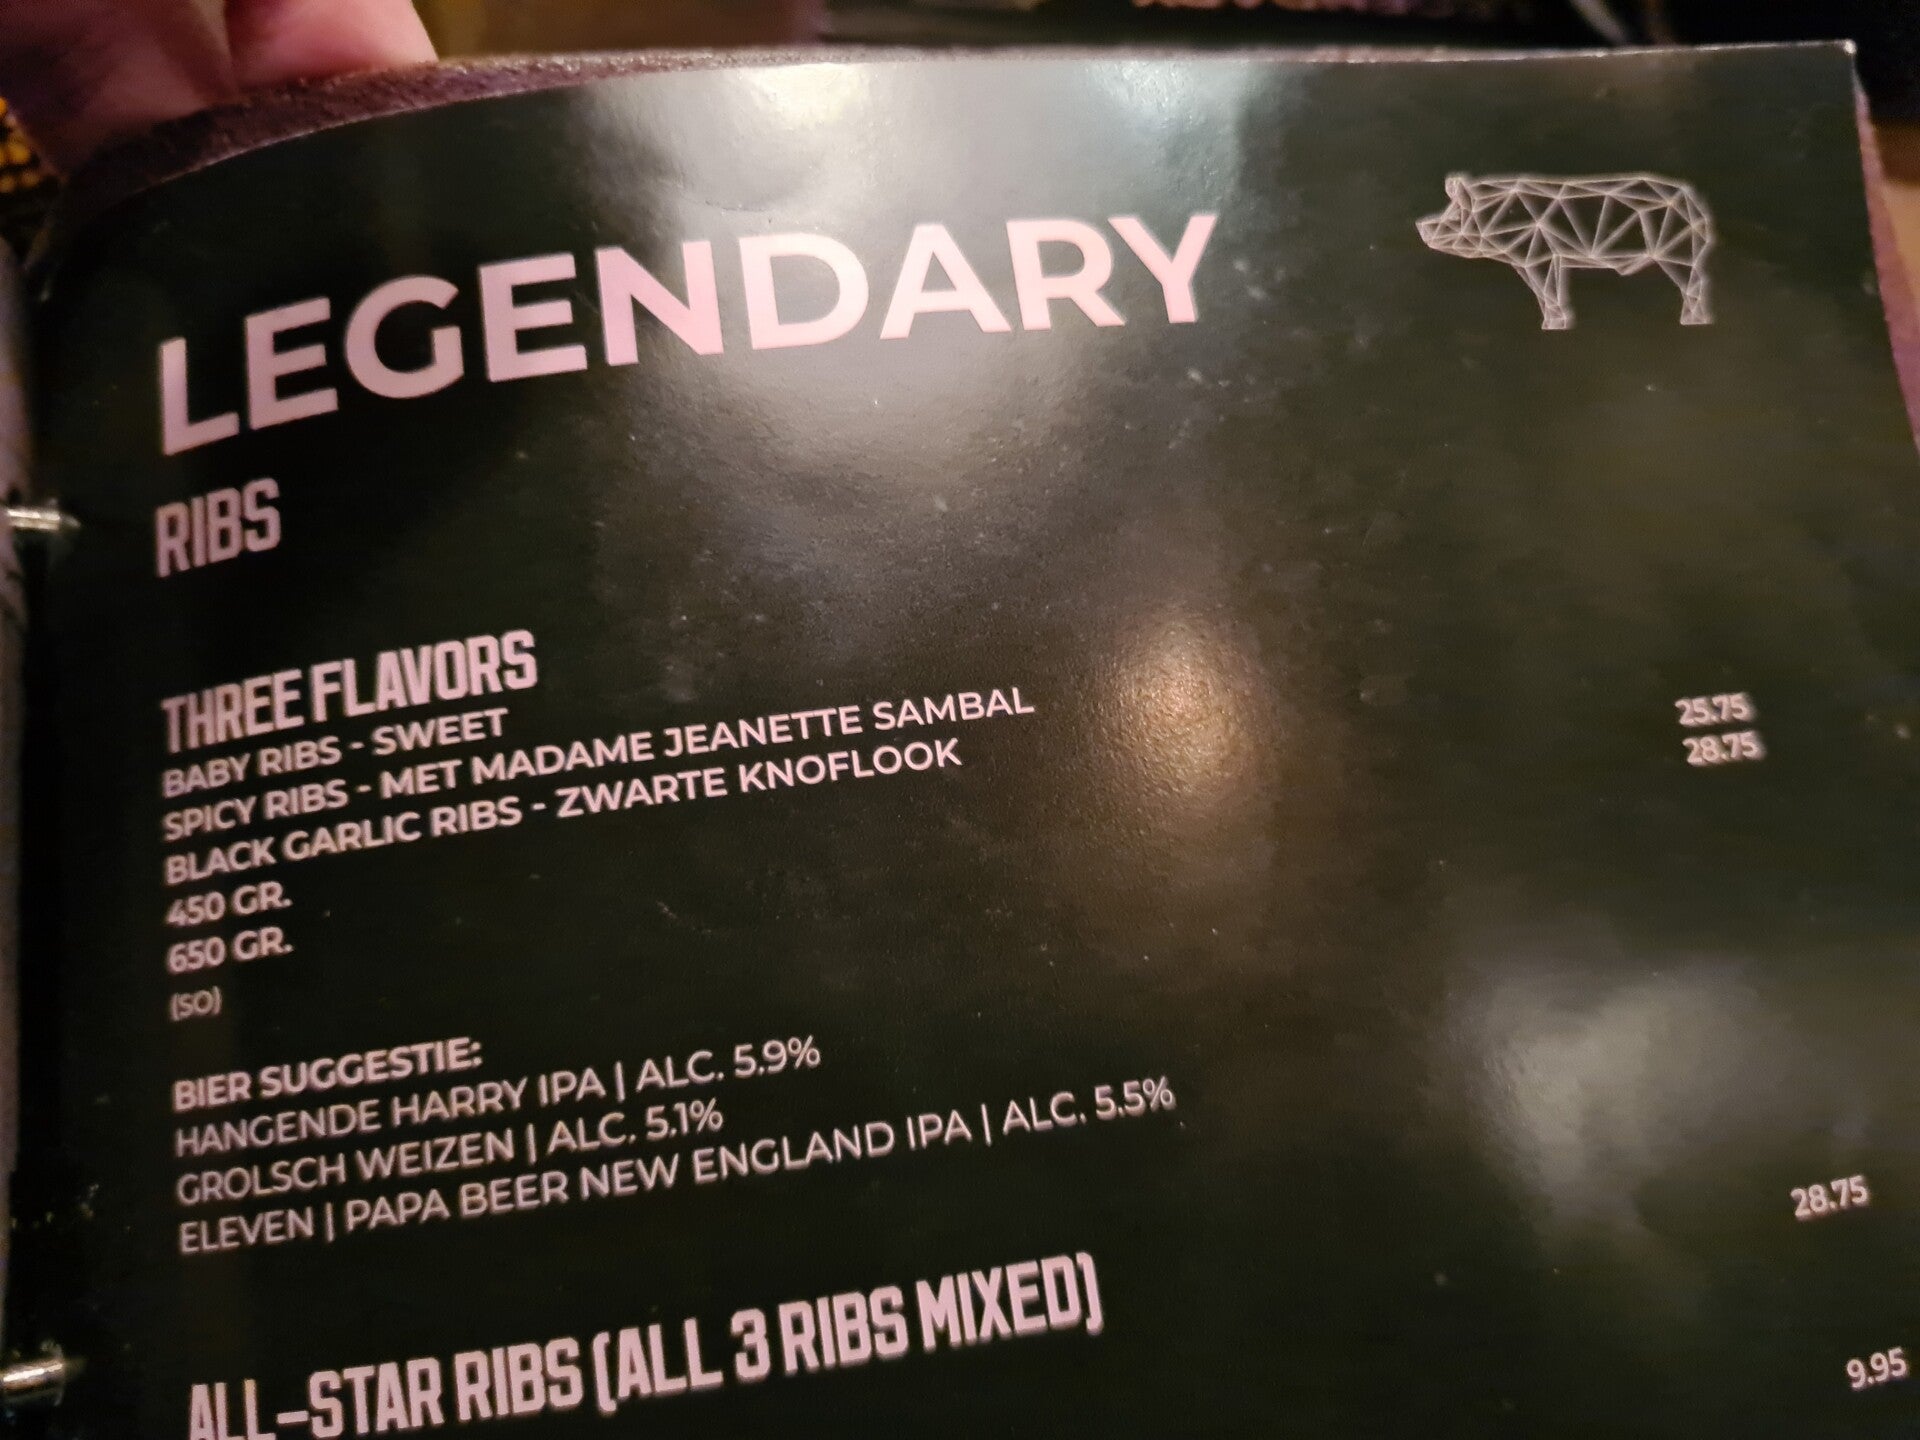 LEGENDARY
RIBS
THREE FLAVORS
BABY RIBS - SWEET
SPICY RIBS - MET MADAME JEANETTE SAMBAL
BLACK GARLIC RIBS - ZWARTE KNOFLOOK
450 GR. 25.75
650 GR. 28.75
(SO)
BIER SUGGESTIE:
HANGENDE HARRY IPA | ALC. 5.9%
GROLSCH WEIZEN | ALC. 5.1%
ELEVEN | PAPA BEER NEW ENGLAND IPA | ALC. 5.5%
ALL-STAR RIBS (ALL 3 RIBS MIXED) 28.75
9.95